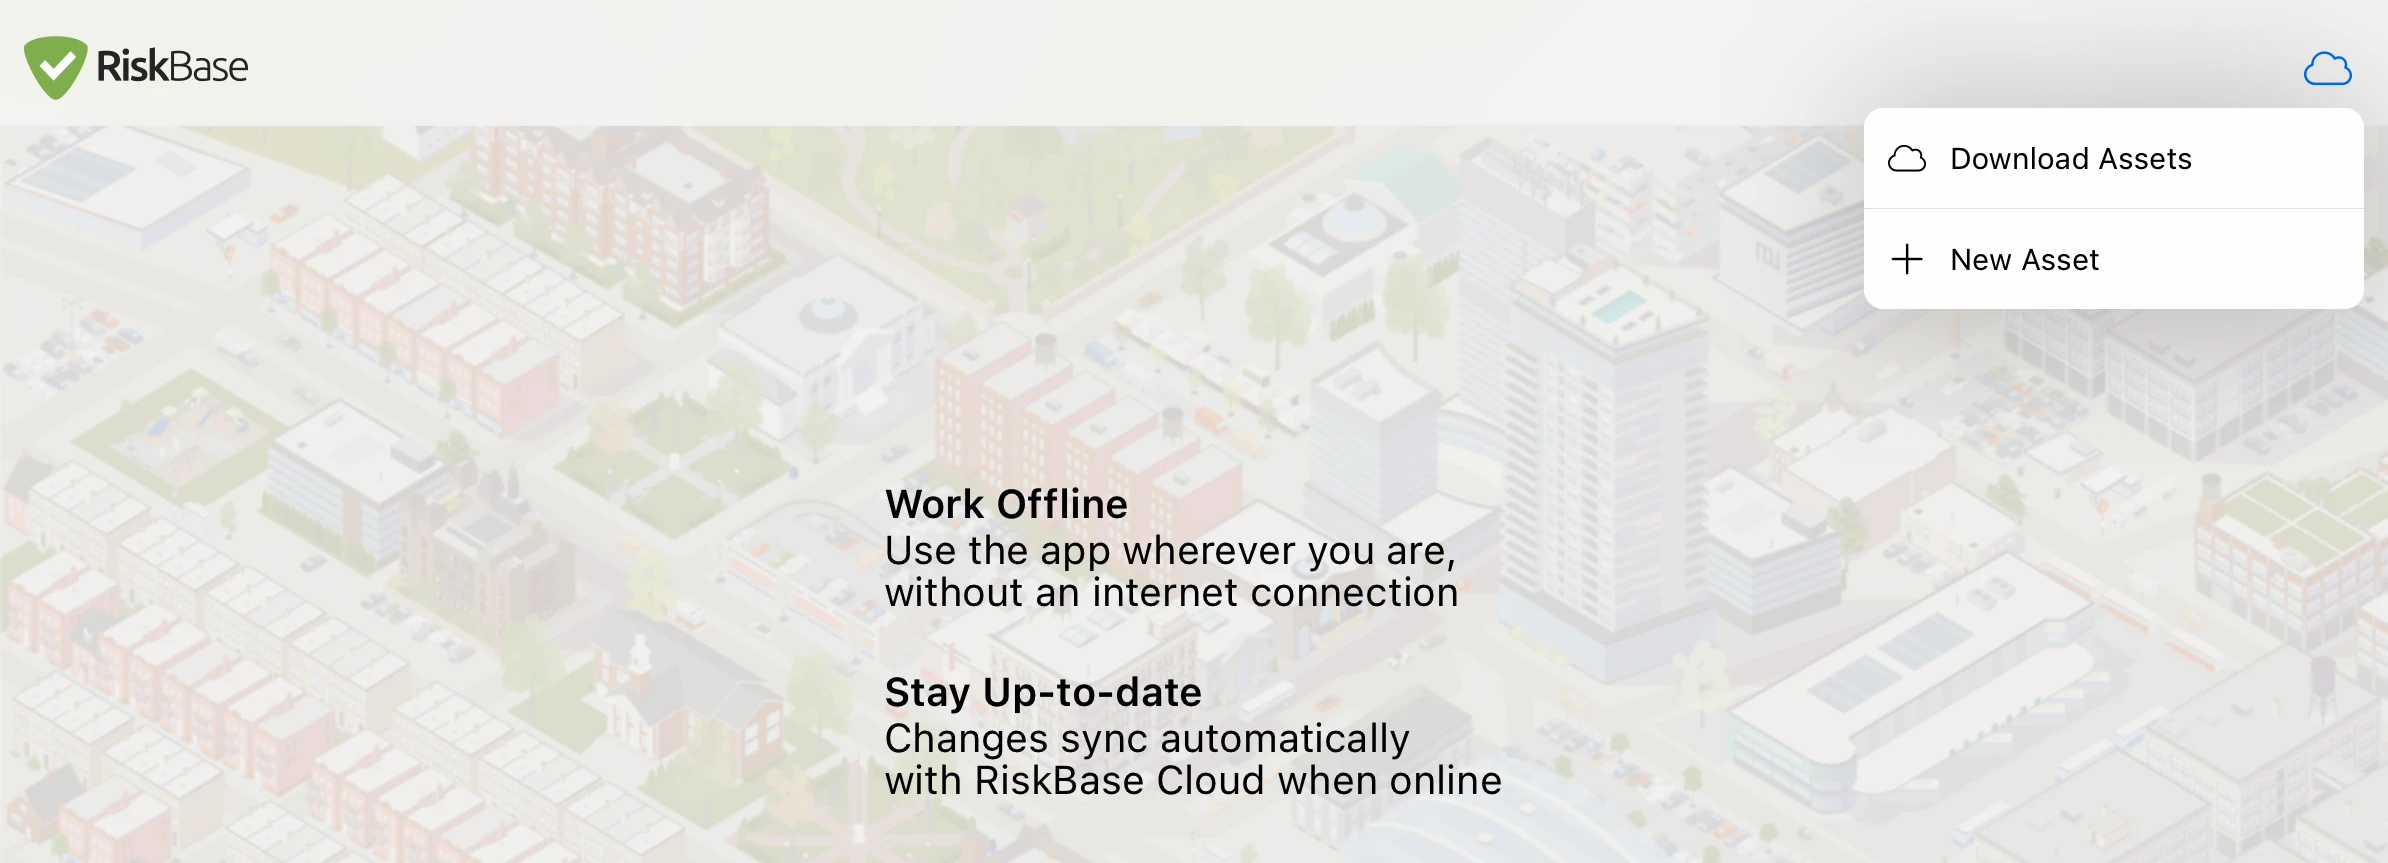 RiskBase
Download Assets
New Asset
Work Offline
Use the app wherever you are,
without an internet connection
Stay Up-to-date
Changes sync automatically
with RiskBase Cloud when online